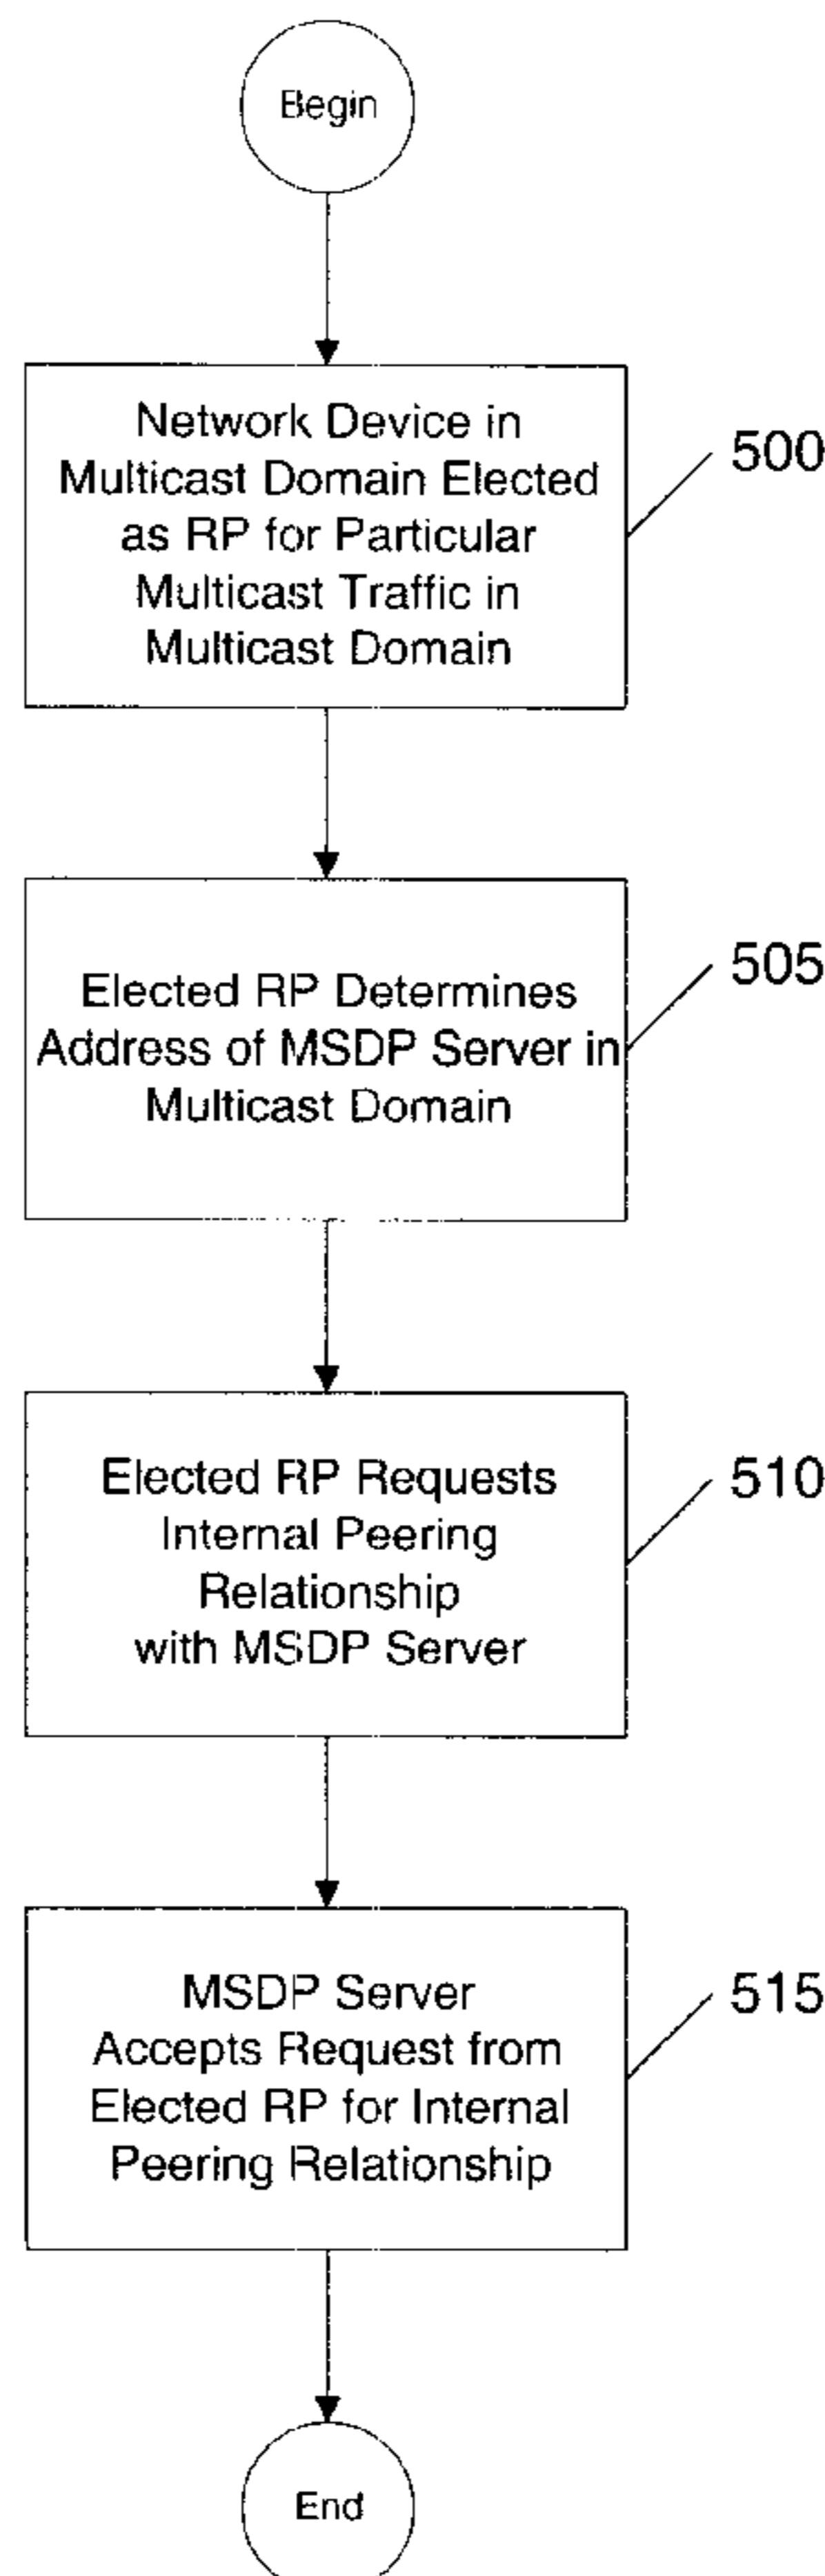 Begin
Network Device in
Multicast Domain Elected
as RP for Particular
Multicast Traffic in
Multicast Domain
500
Elected RP Determines
Address of MSDP Server in
Multicast Domain
505
Elected RP Requests
Internal Peering
Relationship
with MSDP Server
510
MSDP Server
Accepts Request from
Elected RP for Internal
Peering Relationship
515
End